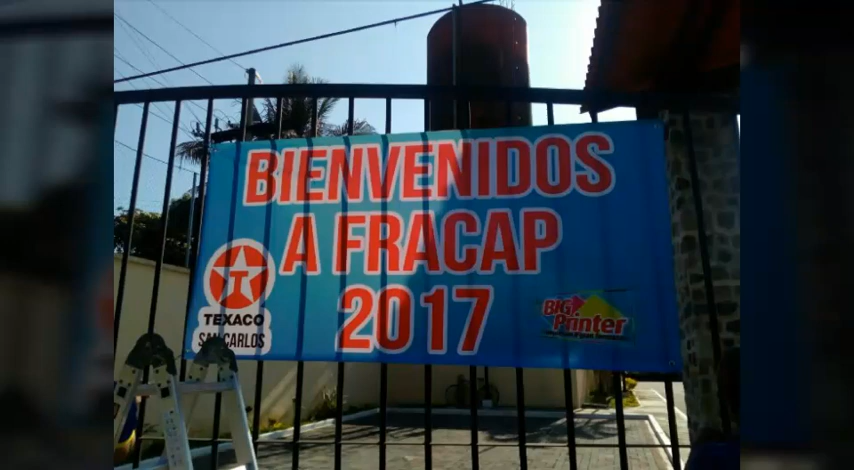 BIENVENIDOS
A FRACAP
2017
T
TEXACO
SAN CARLOS
BIG
Printer